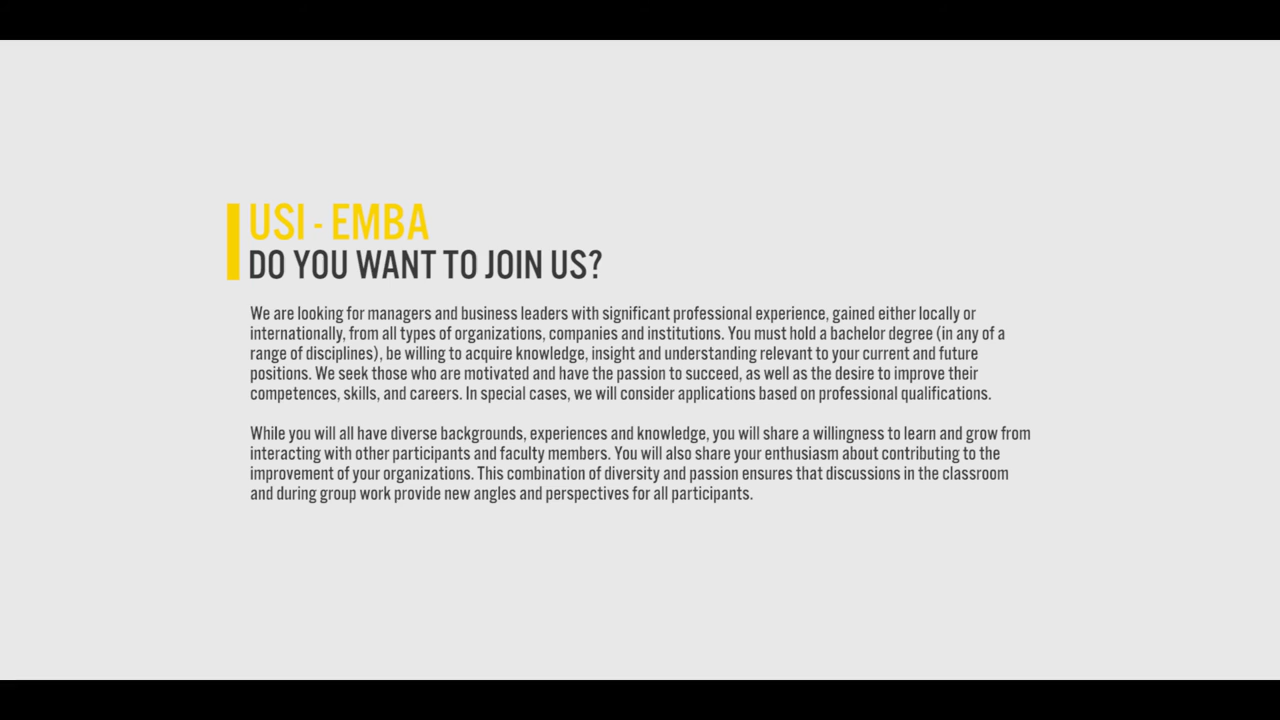 USI - EMBA
DO YOU WANT TO JOIN US?
We are looking for managers and business leaders with significant professional experience, gained either locally or
internationally, from all types of organizations, companies and institutions. You must hold a bachelor degree (in any of a
range of disciplines), be willing to acquire knowledge, insight and understanding relevant to your current and future
positions. We seek those who are motivated and have the passion to succeed, as well as the desire to improve their
competences, skills, and careers. In special cases, we will consider applications based on professional qualifications.
While you will all have diverse backgrounds, experiences and knowledge, you will share a willingness to learn and grow from
interacting with other participants and faculty members. You will also share your enthusiasm about contributing to the
improvement of your organizations. This combination of diversity and passion ensures that discussions in the classroom
and during group work provide new angles and perspectives for all participants.